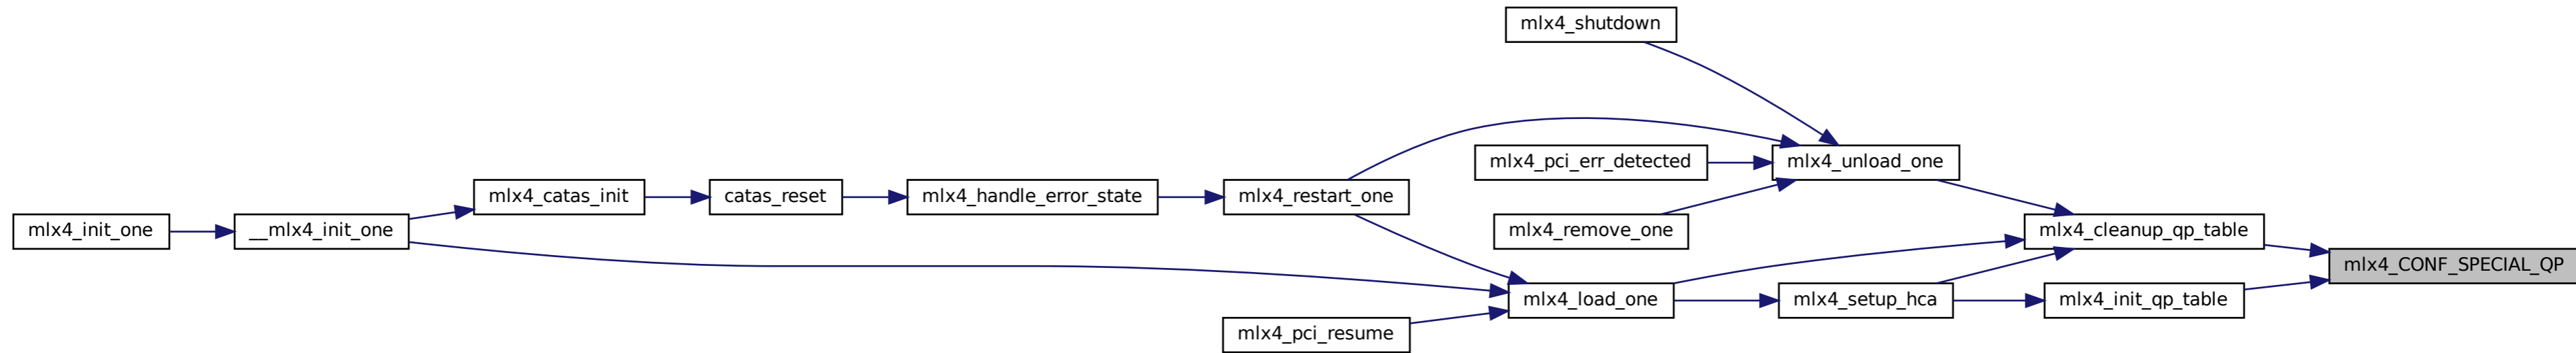 mlx4_shutdown
mlx4_pci_err_detected
mlx4_unload_one
mlx4_catas_init
catas_reset
mlx4_handle_error_state
mlx4_restart_one
mlx4_init_one
__mlx4_init_one
mlx4_remove_one
mlx4_cleanup_qp_table
mlx4_CONF_SPECIAL_QP
mlx4_load_one
mlx4_setup_hca
mlx4_init_qp_table
mlx4_pci_resume